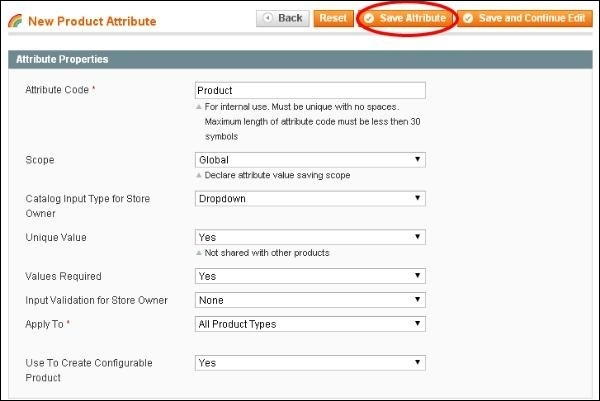 New Product Attribute Back Reset Save Attribute Save and Continue Edit
Attribute Properties
Attribute Code * Product
For internal use. Must be unique with no spaces.
Maximum length of attribute code must be less then 30
symbols
Scope Global
Declare attribute value saving scope
Catalog Input Type for Store Dropdown
Owner
Unique Value Yes
Not shared with other products
Values Required Yes
Input Validation for Store Owner None
Apply To * All Product Types
Use To Create Configurable Yes
Product